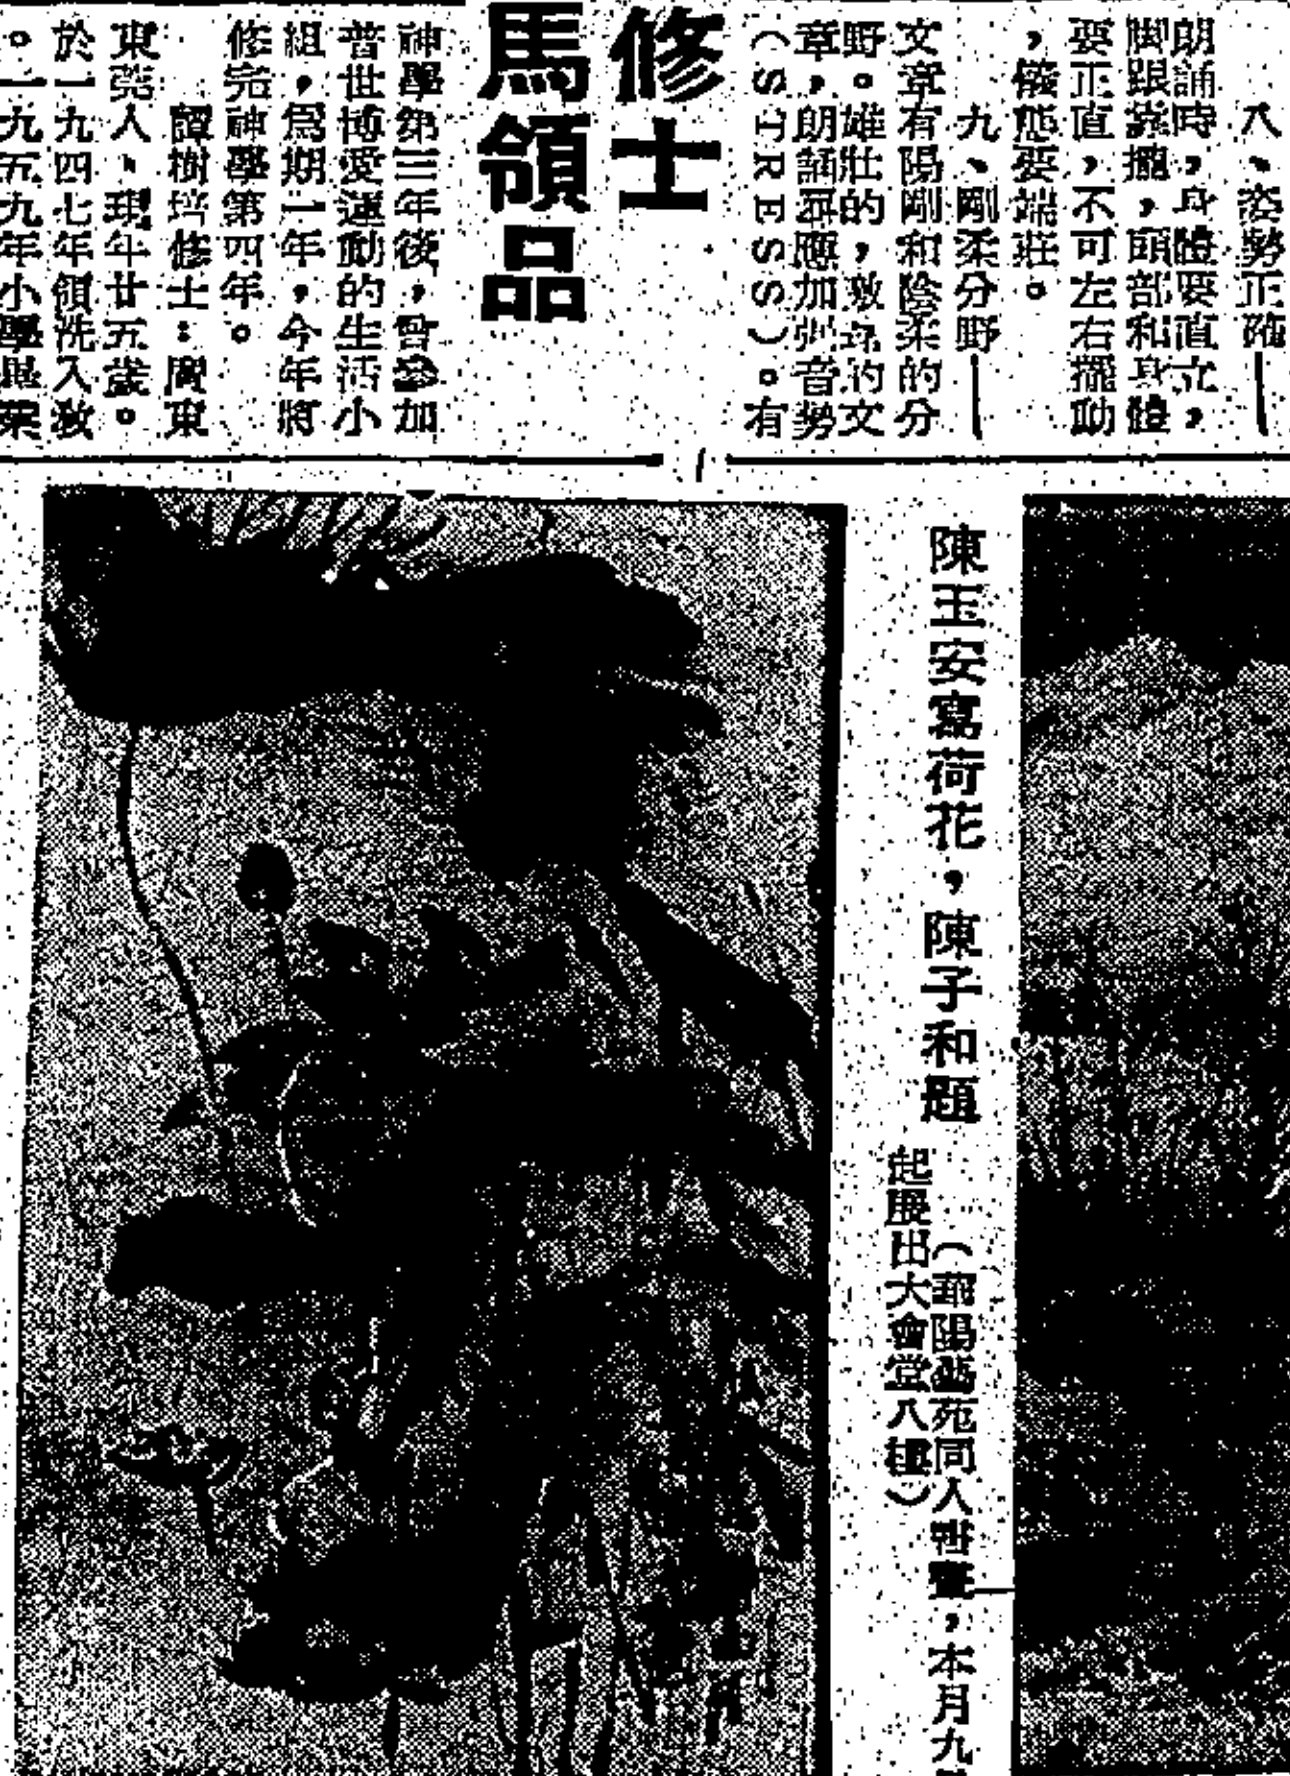 八、姿勢正確——
朗誦時，身體要直立，
脚跟靠攏，頭部和身體
要正直，不可左右擺動
，儀態要端莊。
九、剛柔分野——
文章有陽剛和陰柔的分
野。雄壯的，激昂的文
章，朗誦時應加強音勢
（STRESS）。有
修士
馬領品
神學第三年後，曾參加
普世博愛運動的生活小
組，為期一年，今年將
修完神學第四年。
譚樹培修士：廣東
東莞人，現年廿五歲。
於一九四七年領洗入教
。一九五九年小學畢業
陳玉安寫荷花，陳子和題
陽藝苑同人書畫，本月九
起展出大會堂八樓）